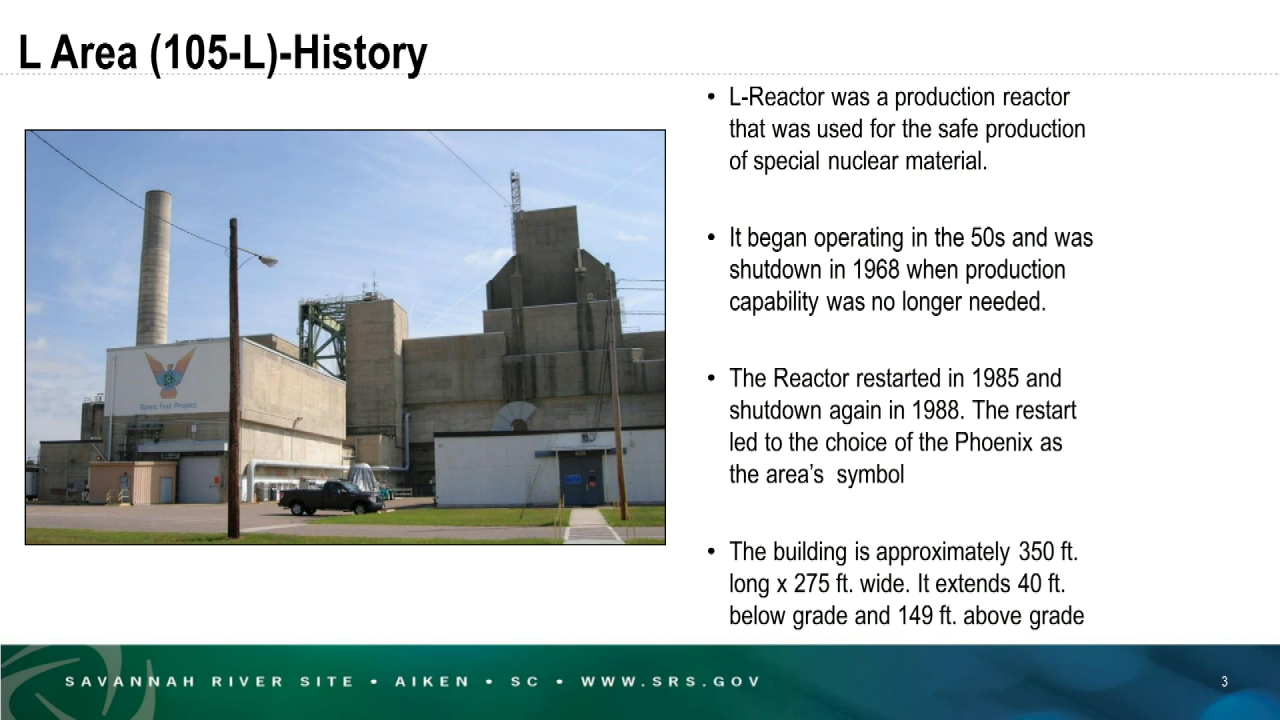 L Area (105-L)-History
• L-Reactor was a production reactor
that was used for the safe production
of special nuclear material.
• It began operating in the 50s and was
shutdown in 1968 when production
capability was no longer needed.
• The Reactor restarted in 1985 and
shutdown again in 1988. The restart
led to the choice of the Phoenix as
the area's  symbol
• The building is approximately 350 ft.
long x 275 ft. wide. It extends 40 ft.
below grade and 149 ft. above grade
Spent Fuel Project
SAVANNAH RIVER SITE • AIKEN • SC • WWW.SRS.GOV
3